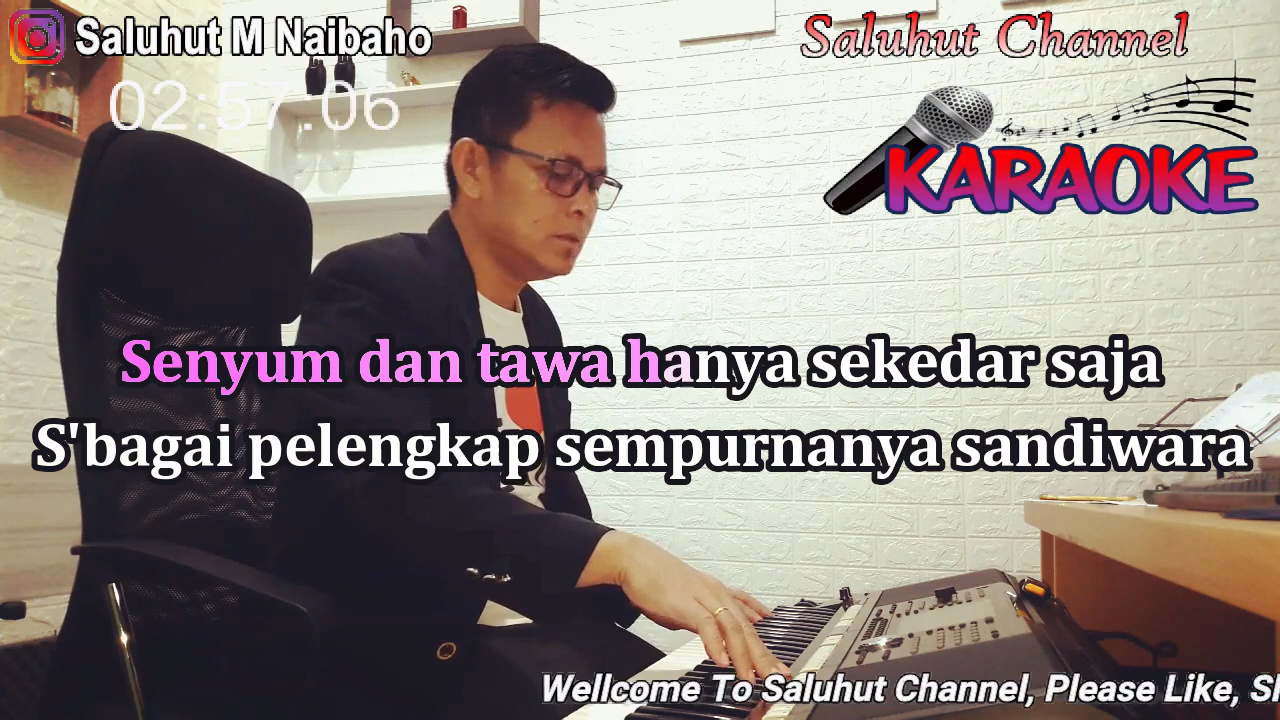 Saluhut M Naibaho
Saluhut Channel
02:57:06
KARAOKE
Senyum dan tawa hanya sekedar saja
S'bagai pelengkap sempurnanya sandiwara
Wellcome To Saluhut Channel, Please Like,